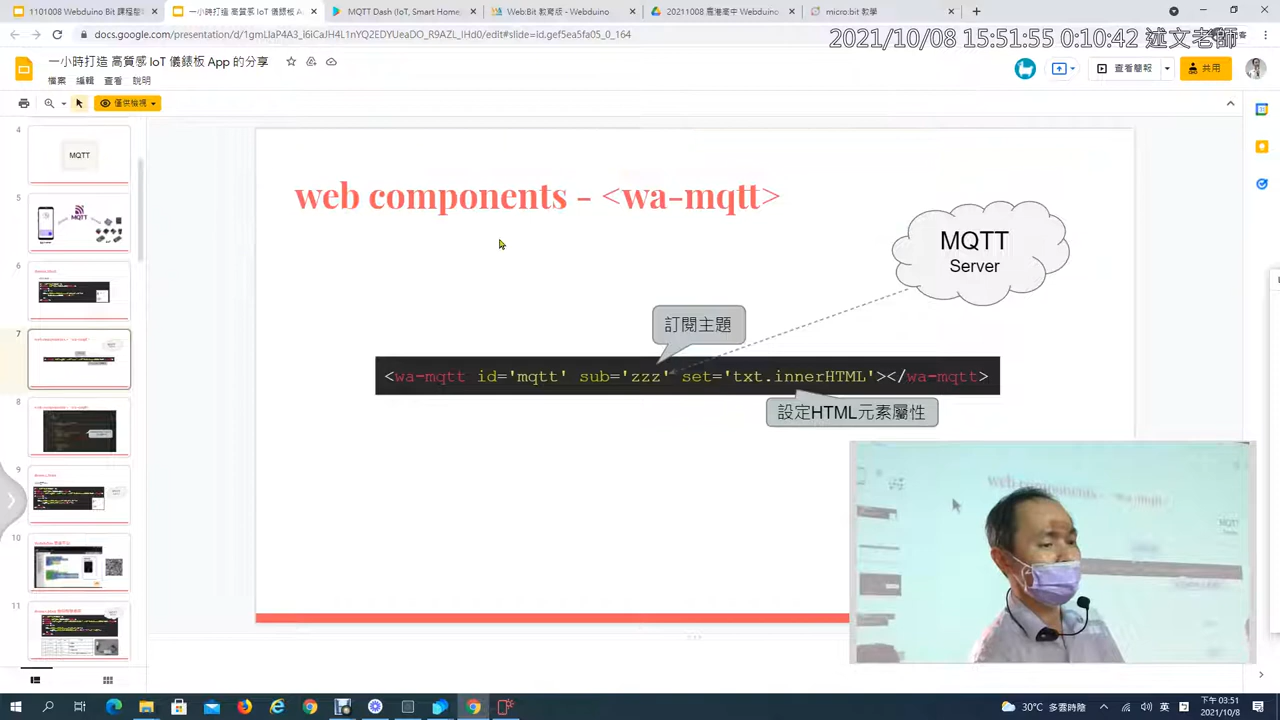 1101008 Webduino Bit 課程
一小時打造 高質感 IoT 儀錶板 A
MQTT Dash (IoT, Smart Home
Web:Bit 教育版 - Webduino
20211008 鹿港高中 Webduino
micro:bit
docs.google.com/presentation/d/1gmLIaP4A3_i6iCaJH4L1nYQ2EDYUeaDO_R9AZL_IHd0/edit#slide=id.gef5ea5fa05_0_164
2021/10/08 15:51:55 0:10:42 述文老師
一小時打造 高質感 IoT 儀錶板 App 的分享
檔案 編輯 查看 說明
查看簡報
共用
僅供檢視
4
MQTT
5
MQTT
6
7
8
9
10
11
web components - <wa-mqtt>
MQTT
Server
訂閱主題
<wa-mqtt id='mqtt' sub='zzz' set='txt.innerHTML'></wa-mqtt>
設定HTML元素屬性
30°C 多雲時陰
英
下午 03:51
2021/10/8